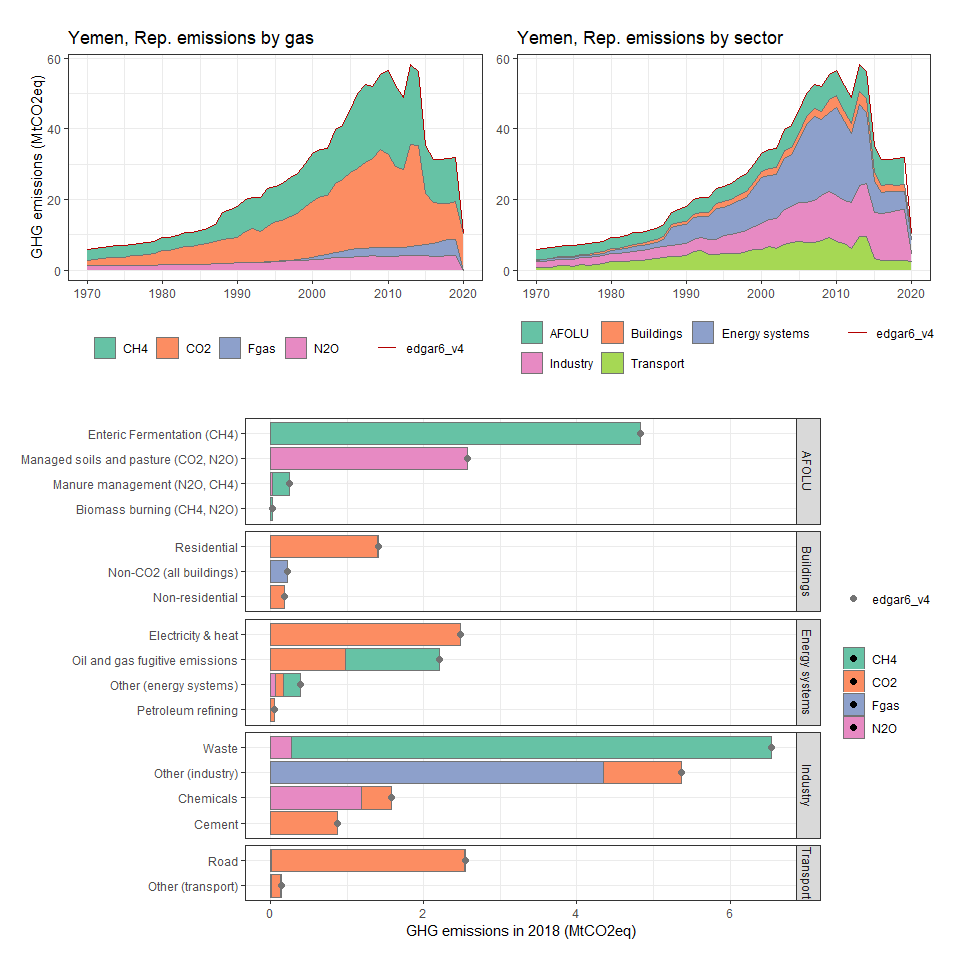 Yemen, Rep. emissions by gas
GHG emissions (MtCO2eq)
60
40
20
0
1970 1980 1990 2000 2010 2020
CH4 CO2 Fgas N2O edgar6_v4
Yemen, Rep. emissions by sector
60
40
20
0
1970 1980 1990 2000 2010 2020
AFOLU Buildings Energy systems edgar6_v4
Industry Transport
Enteric Fermentation (CH4)
Managed soils and pasture (CO2, N2O)
Manure management (N2O, CH4)
Biomass burning (CH4, N2O)
AFOLU
Residential
Non-CO2 (all buildings)
Non-residential
Buildings
Electricity & heat
Oil and gas fugitive emissions
Other (energy systems)
Petroleum refining
Energy systems
Waste
Other (industry)
Chemicals
Cement
Industry
Road
Other (transport)
Transport
0 2 4 6
GHG emissions in 2018 (MtCO2eq)
edgar6_v4
CH4
CO2
Fgas
N2O